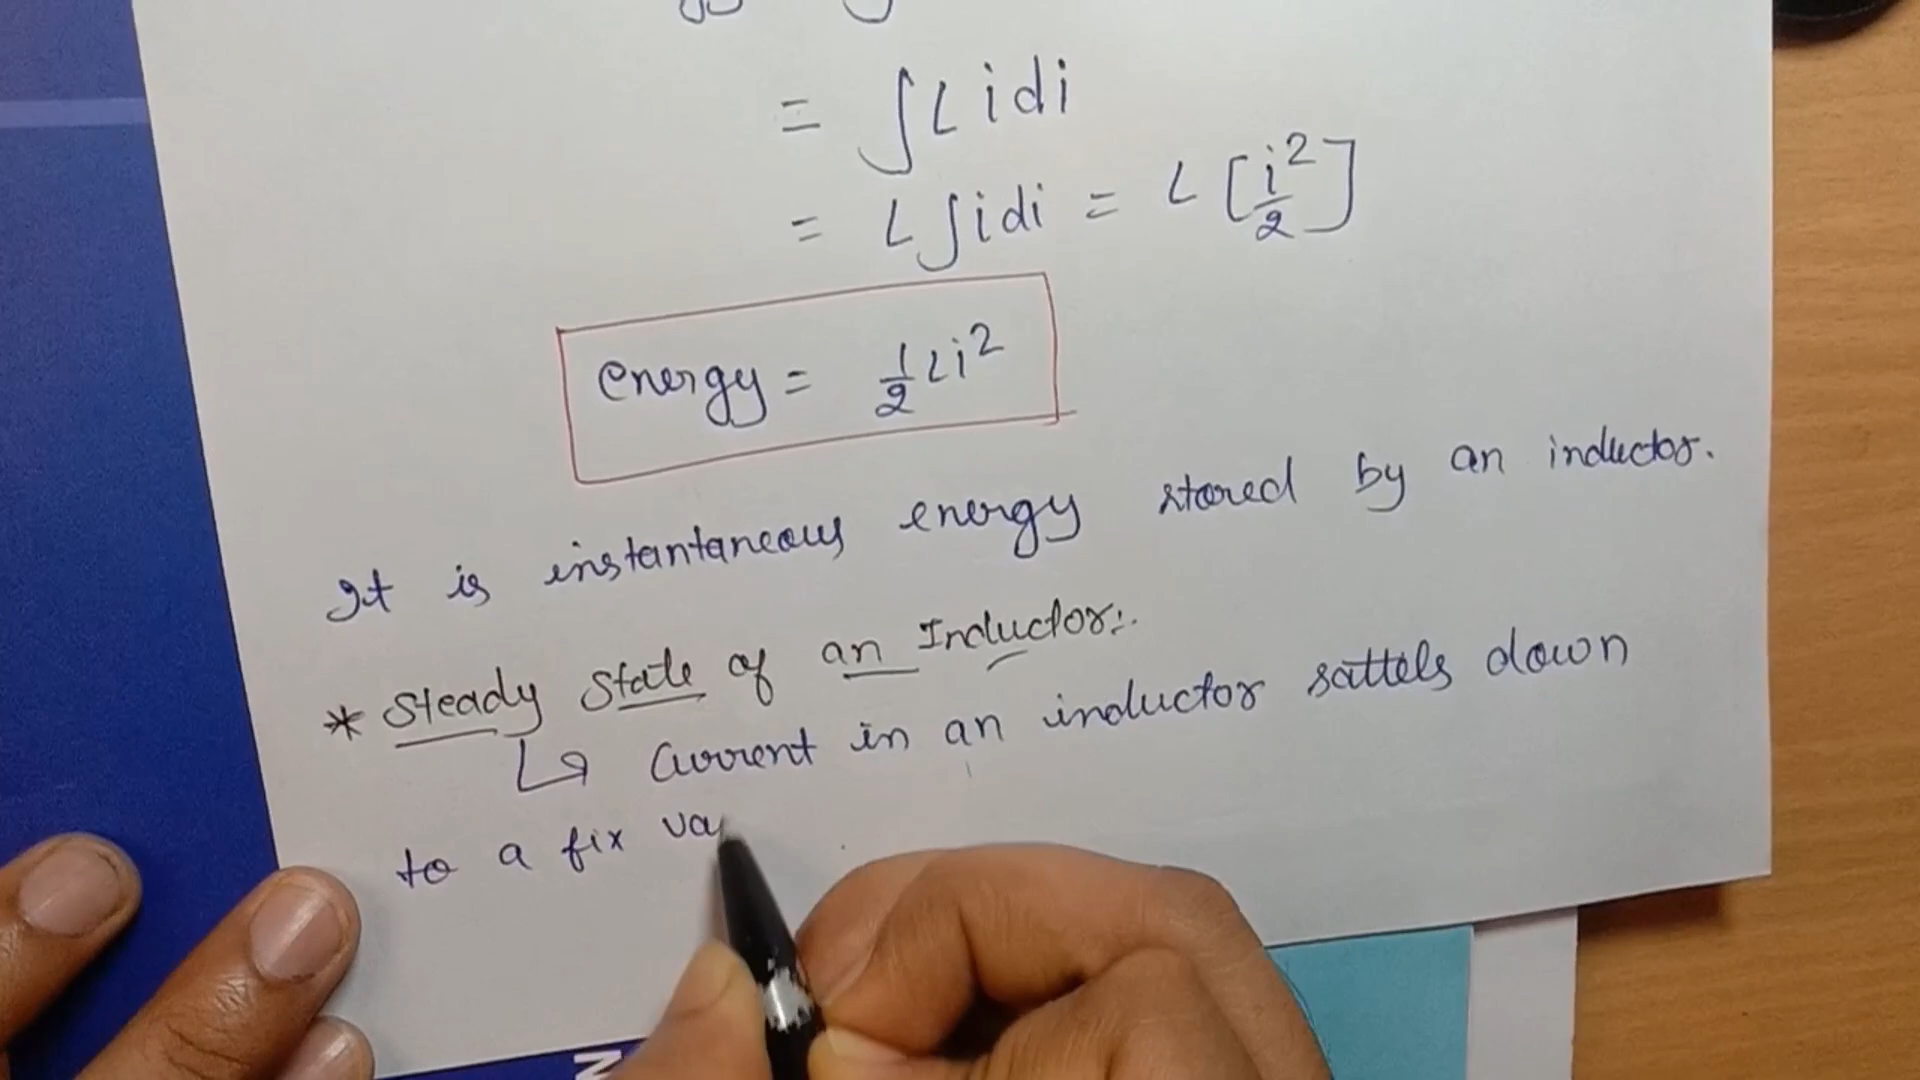 = ∫Lidi
= L∫idi = L[i²/2]
energy = ½Li²
It is instantaneous energy stored by an inductor.
* Steady State of an Inductor:.
↳ Current in an inductor sattels down
to a fix va
N